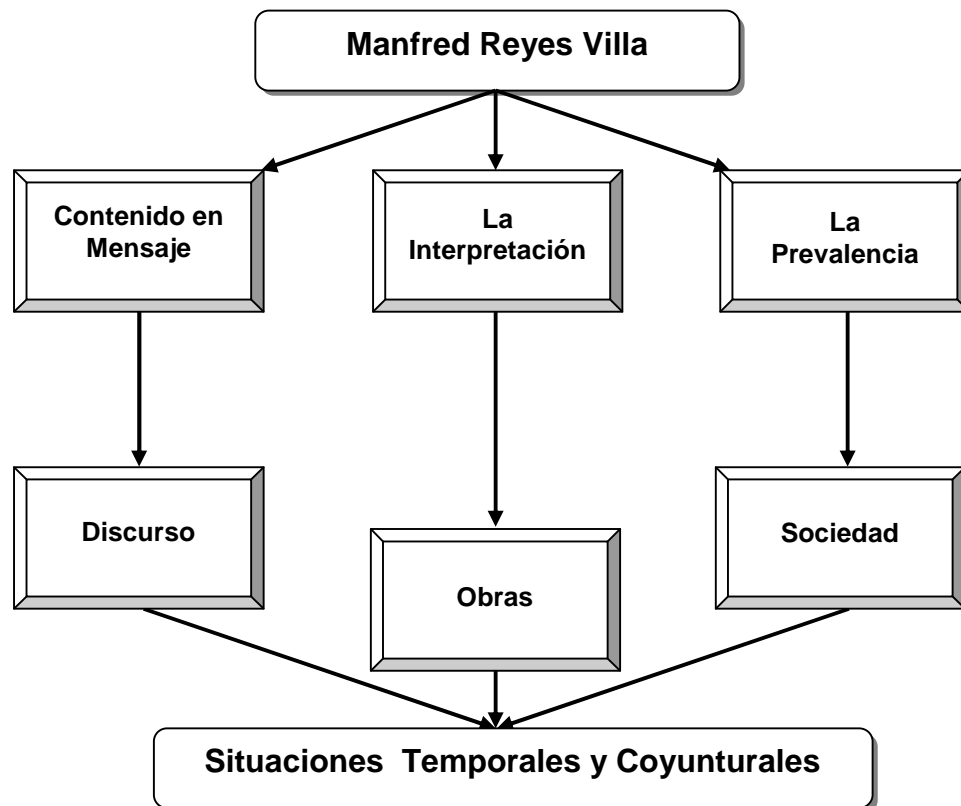 Manfred Reyes Villa
Contenido en
Mensaje
La
Interpretación
La
Prevalencia
Discurso
Obras
Sociedad
Situaciones  Temporales y Coyunturales